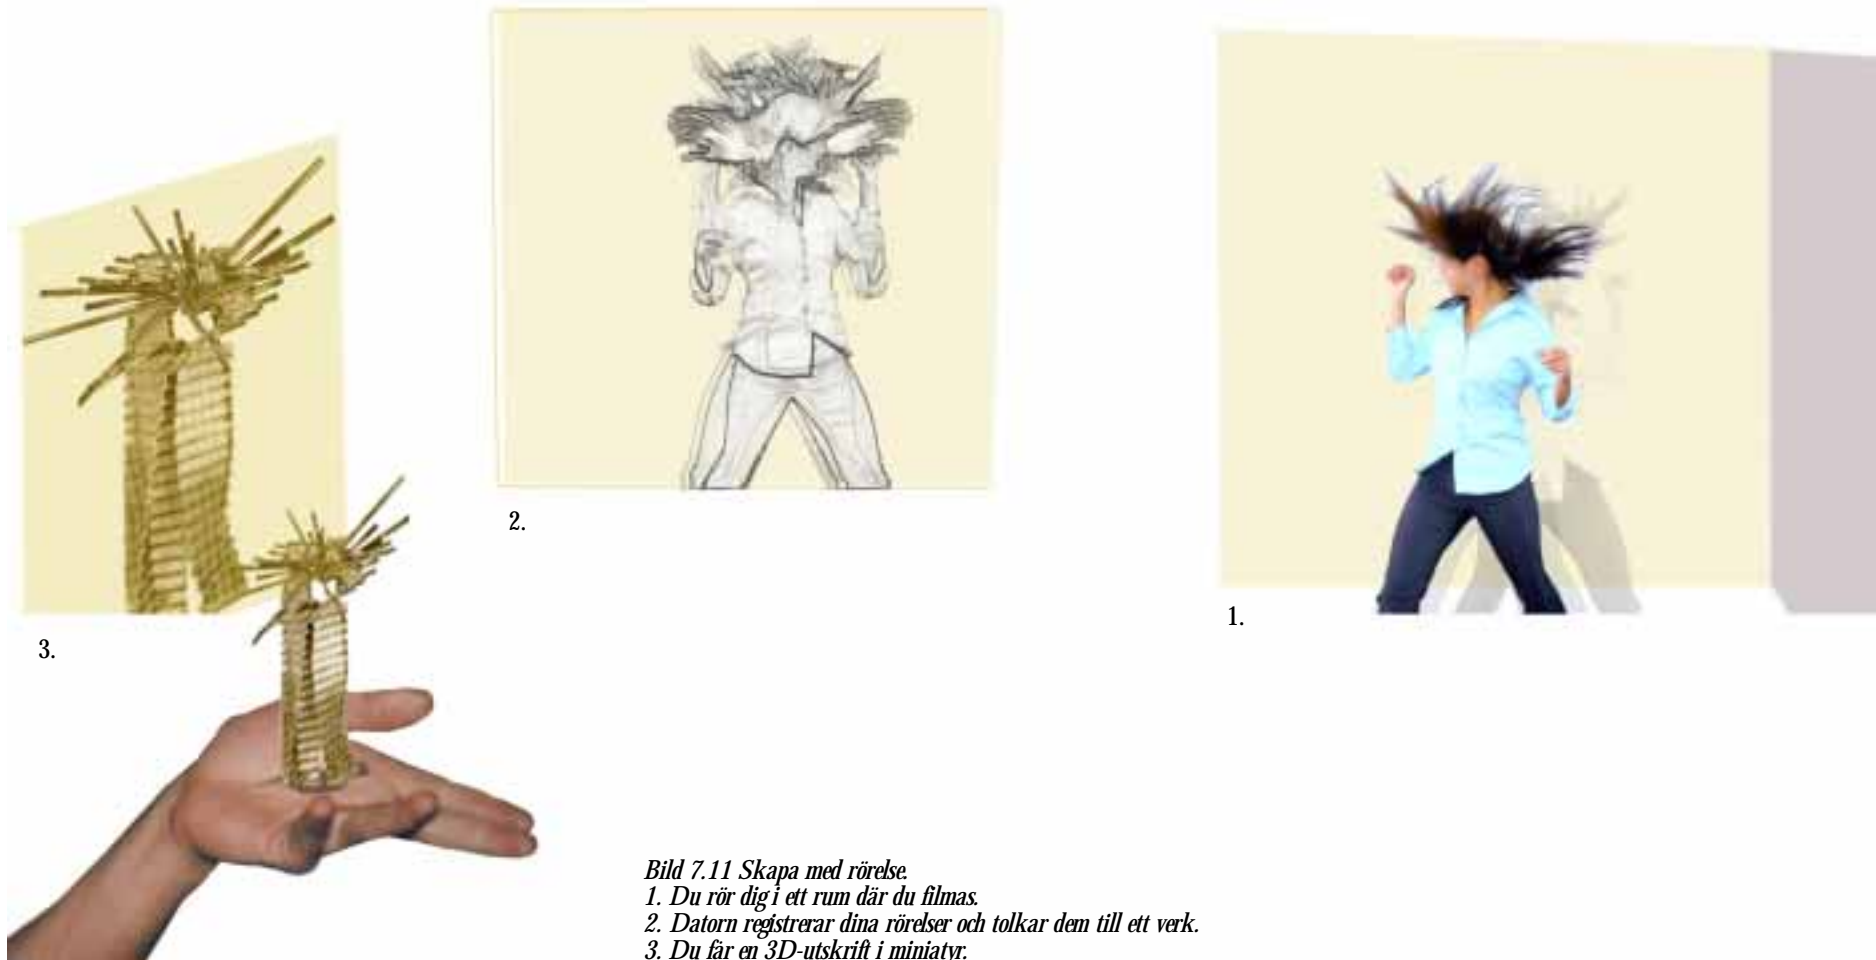 2.
1.
3.
Bild 7.11 Skapa med rörelse.
1. Du rör dig i ett rum där du filmas.
2. Datorn registrerar dina rörelser och tolkar dem till ett verk.
3. Du får en 3D-utskrift i miniatyr.